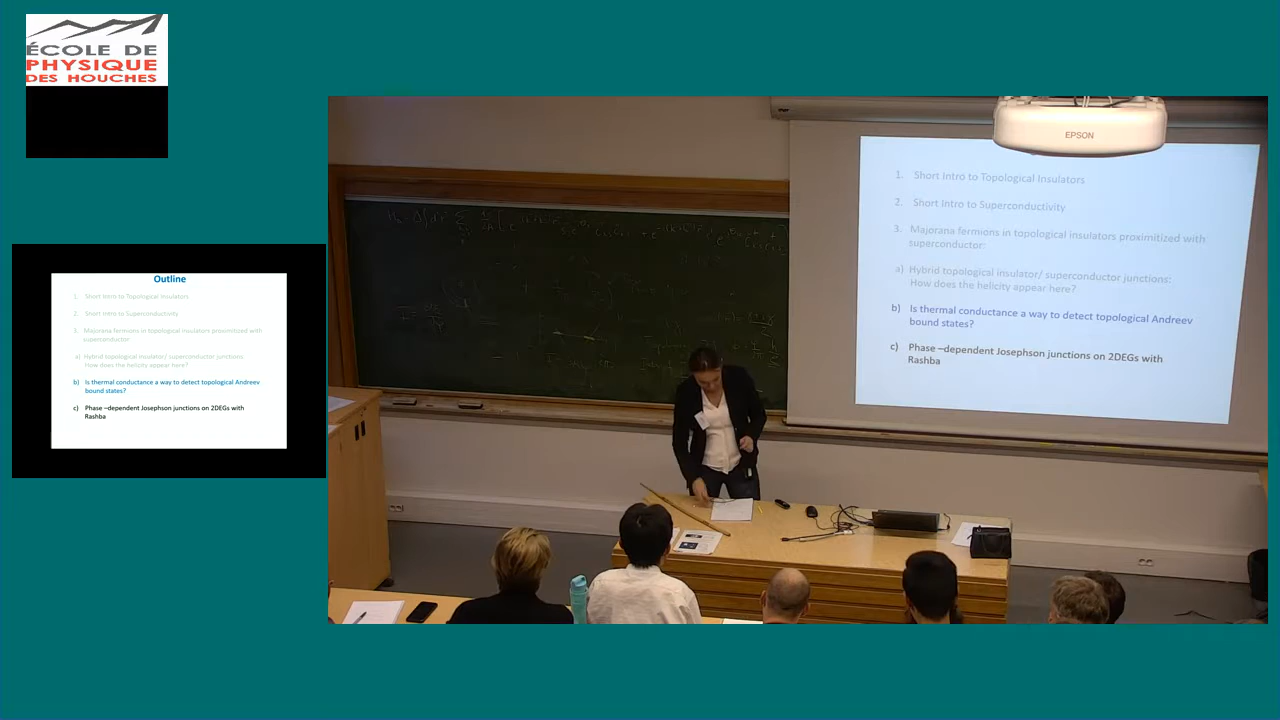 ÉCOLE DE
PHYSIQUE
DES HOUCHES
Outline
1. Short Intro to Topological Insulators
2. Short Intro to Superconductivity
3. Majorana fermions in topological insulators proximitized with
superconductor:
a) Hybrid topological insulator/ superconductor junctions:
How does the helicity appear here?
b) Is thermal conductance a way to detect topological Andreev
bound states?
c) Phase –dependent Josephson junctions on 2DEGs with
Rashba
EPSON
1. Short Intro to Topological Insulators
2. Short Intro to Superconductivity
3. Majorana fermions in topological insulators proximitized with
superconductor:
a) Hybrid topological insulator/ superconductor junctions:
How does the helicity appear here?
b) Is thermal conductance a way to detect topological Andreev
bound states?
c) Phase –dependent Josephson junctions on 2DEGs with
Rashba